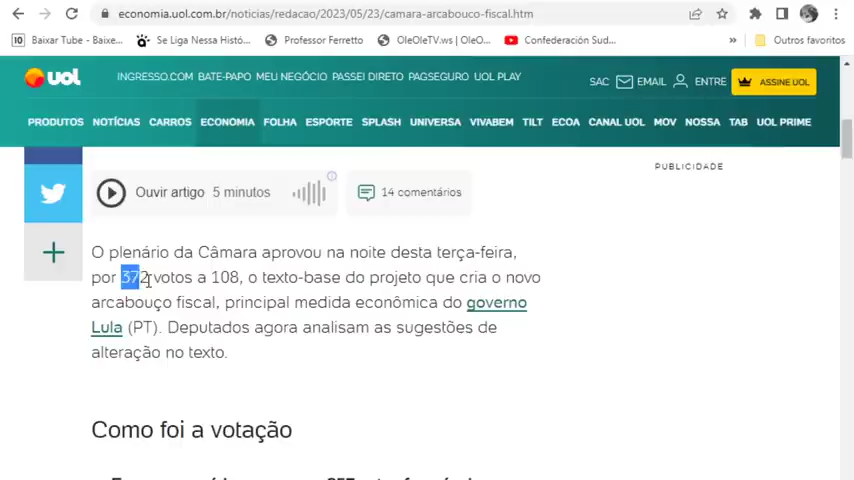 economia.uol.com.br/noticias/redacao/2023/05/23/camara-arcabouco-fiscal.htm
10 Baixar Tube - Baixe... Se Liga Nessa Histó... Professor Ferretto OleOleTV.ws | OleO... Confederación Sud... » Outros favoritos
UOL INGRESSO.COM BATE-PAPO MEU NEGÓCIO PASSEI DIRETO PAGSEGURO UOL PLAY SAC EMAIL ENTRE ASSINE UOL
PRODUTOS NOTÍCIAS CARROS ECONOMIA FOLHA ESPORTE SPLASH UNIVERSA VIVABEM TILT ECOA CANAL UOL MOV NOSSA TAB UOL PRIME
PUBLICIDADE
Ouvir artigo 5 minutos 14 comentários
O plenário da Câmara aprovou na noite desta terça-feira,
por 372 votos a 108, o texto-base do projeto que cria o novo
arcabouço fiscal, principal medida econômica do governo
Lula (PT). Deputados agora analisam as sugestões de
alteração no texto.
Como foi a votação